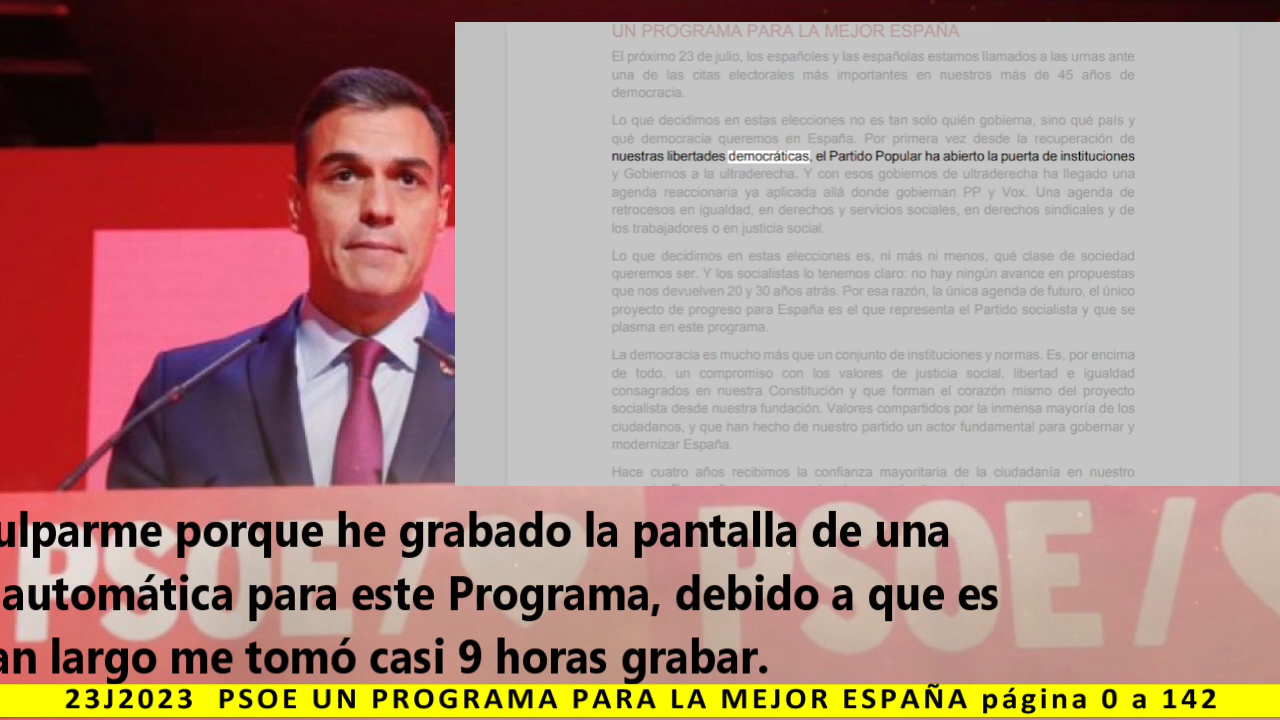 UN PROGRAMA PARA LA MEJOR ESPAÑA
El próximo 23 de julio, los españoles y las españolas estamos llamados a las urnas ante
una de las citas electorales más importantes en nuestros más de 45 años de
democracia.
Lo que decidimos en estas elecciones no es tan solo quién gobierna, sino qué país y
qué democracia queremos en España. Por primera vez desde la recuperación de
nuestras libertades democráticas, el Partido Popular ha abierto la puerta de instituciones
y Gobiernos a la ultraderecha. Y con esos gobiernos de ultraderecha ha llegado una
agenda reaccionaria ya aplicada allá donde gobiernan PP y Vox. Una agenda de
retrocesos en igualdad, en derechos y servicios sociales, en derechos sindicales y de
los trabajadores o en justicia social.
Lo que decidimos en estas elecciones es, ni más ni menos, qué clase de sociedad
queremos ser. Y los socialistas lo tenemos claro: no hay ningún avance en propuestas
que nos devuelven 20 y 30 años atrás. Por esa razón, la única agenda de futuro, el único
proyecto de progreso para España es el que representa el Partido socialista y que se
plasma en este programa.
La democracia es mucho más que un conjunto de instituciones y normas. Es, por encima
de todo, un compromiso con los valores de justicia social, libertad e igualdad
consagrados en nuestra Constitución y que forman el corazón mismo del proyecto
socialista desde nuestra fundación. Valores compartidos por la inmensa mayoría de los
ciudadanos, y que han hecho de nuestro partido un actor fundamental para gobernar y
modernizar España.
Hace cuatro años recibimos la confianza mayoritaria de la ciudadanía en nuestro
ulparme porque he grabado la pantalla de una
automática para este Programa, debido a que es
an largo me tomó casi 9 horas grabar.
PSOE/
PSOE/
23J2023 PSOE UN PROGRAMA PARA LA MEJOR ESPAÑA página 0 a 142